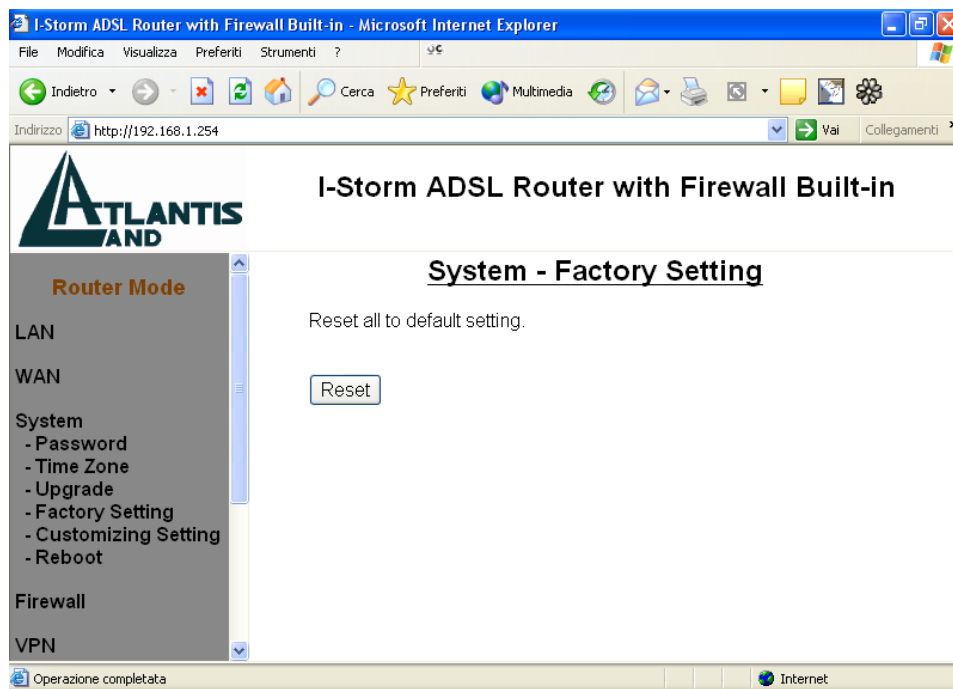 I-Storm ADSL Router with Firewall Built-in - Microsoft Internet Explorer
File Modifica Visualizza Preferiti Strumenti ?
Indietro Cerca Preferiti Multimedia
Indirizzo http://192.168.1.254 Vai Collegamenti
ATLANTIS
LAND
I-Storm ADSL Router with Firewall Built-in
Router Mode
LAN
WAN
System
- Password
- Time Zone
- Upgrade
- Factory Setting
- Customizing Setting
- Reboot
Firewall
VPN
System - Factory Setting
Reset all to default setting.
Reset
Operazione completata Internet